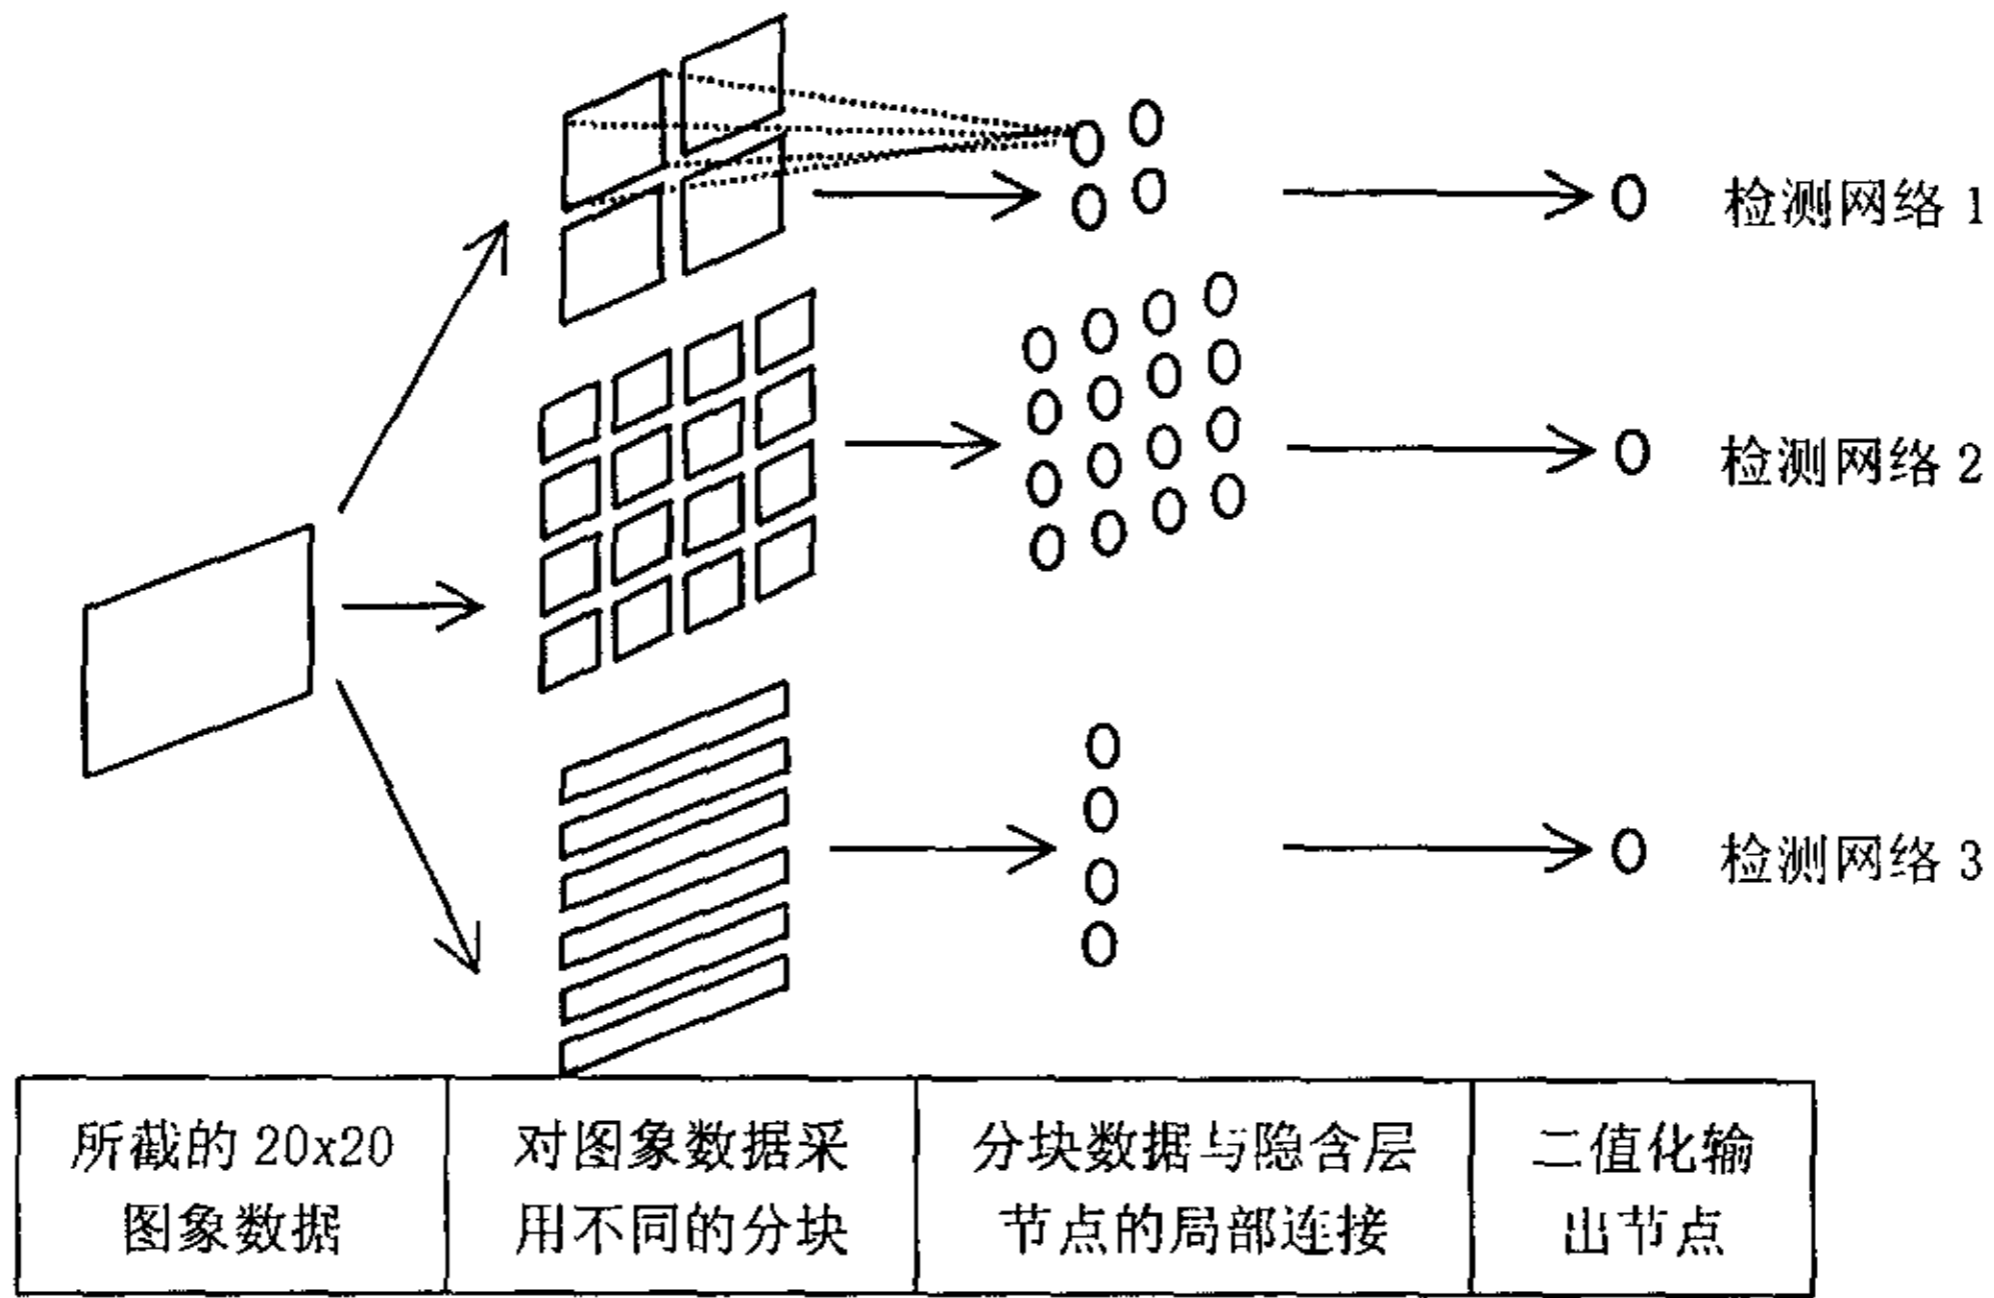 检测网络 1
检测网络 2
检测网络 3
所截的 20x20
图象数据
对图象数据采
用不同的分块
分块数据与隐含层
节点的局部连接
二值化输
出节点